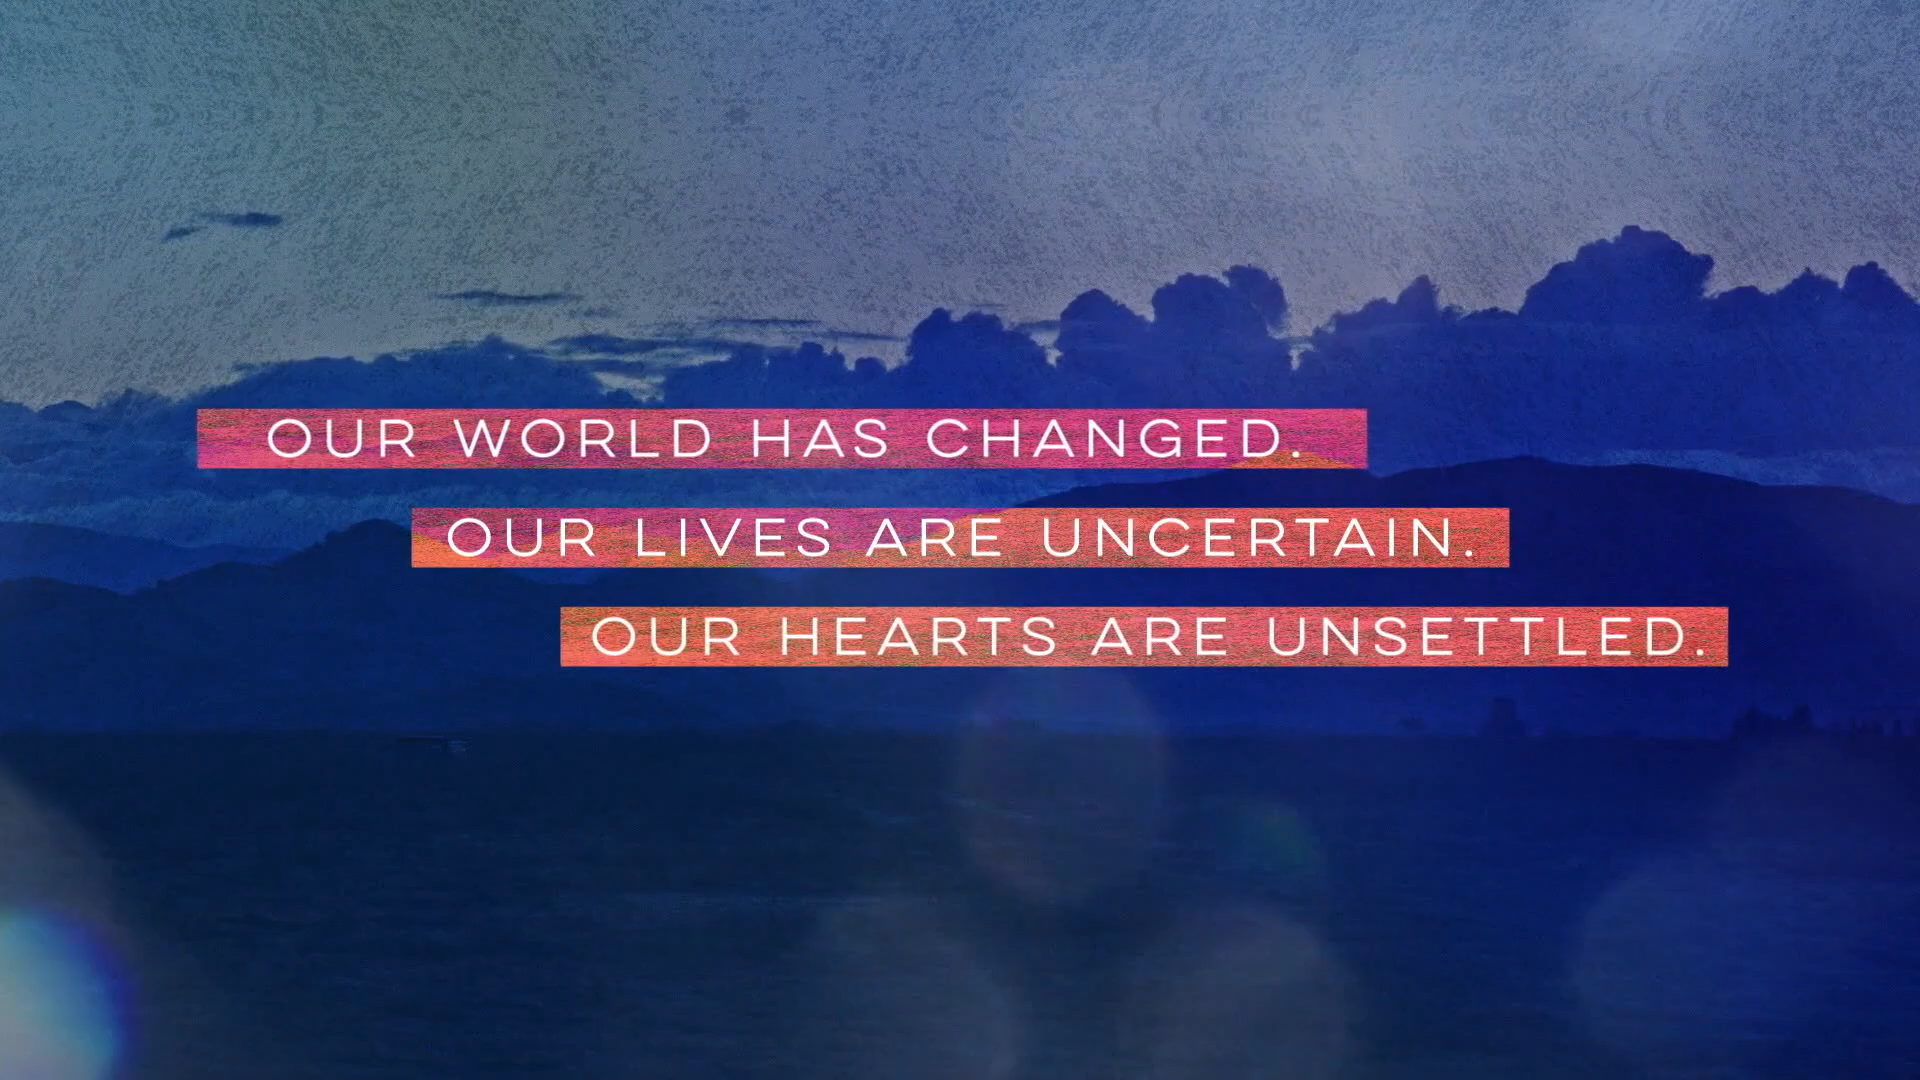 OUR WORLD HAS CHANGED.
OUR LIVES ARE UNCERTAIN.
OUR HEARTS ARE UNSETTLED.